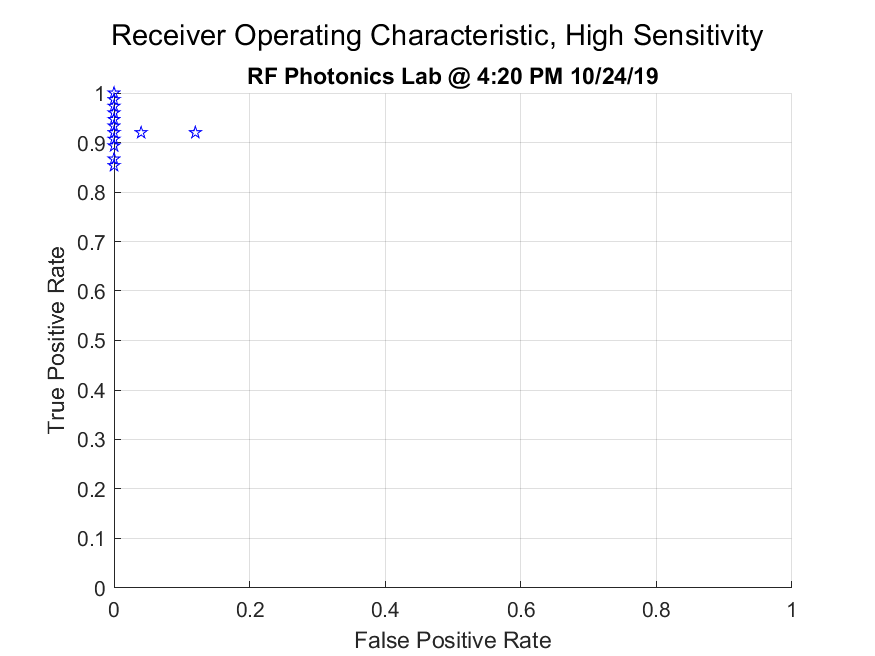 Receiver Operating Characteristic, High Sensitivity
RF Photonics Lab @ 4:20 PM 10/24/19
1
0.9
0.8
0.7
0.6
0.5
0.4
0.3
0.2
0.1
0
True Positive Rate
0 0.2 0.4 0.6 0.8 1
False Positive Rate